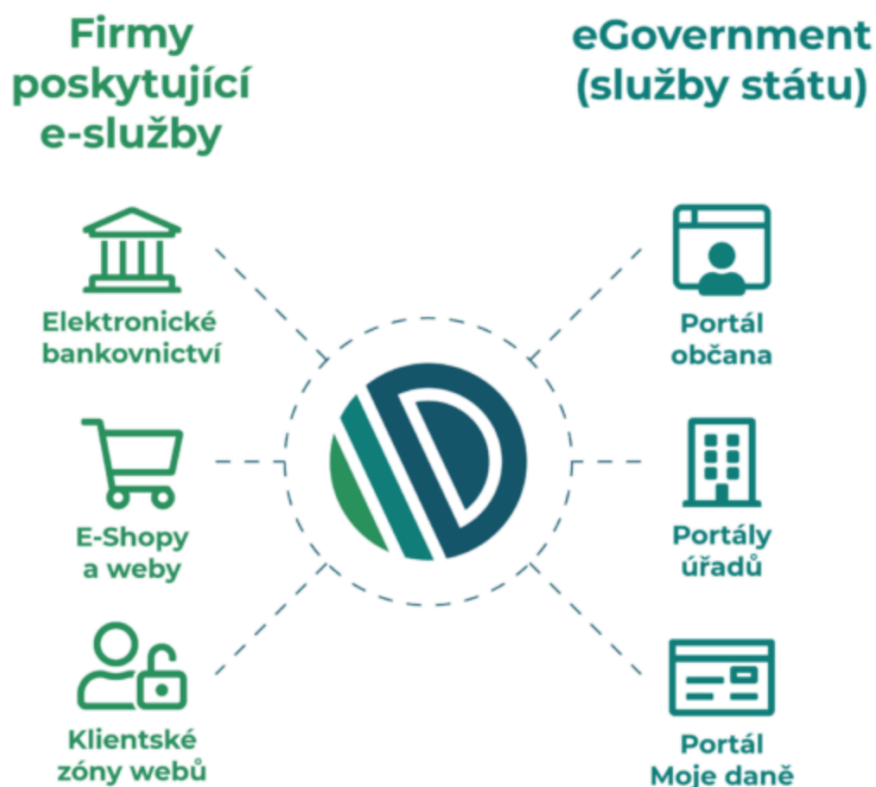 Firmy
poskytující
e-služby
Elektronické
bankovnictví
E-Shopy
a weby
Klientské
zóny webů
eGovernment
(služby státu)
Portál
občana
Portály
úřadů
Portál
Moje daně